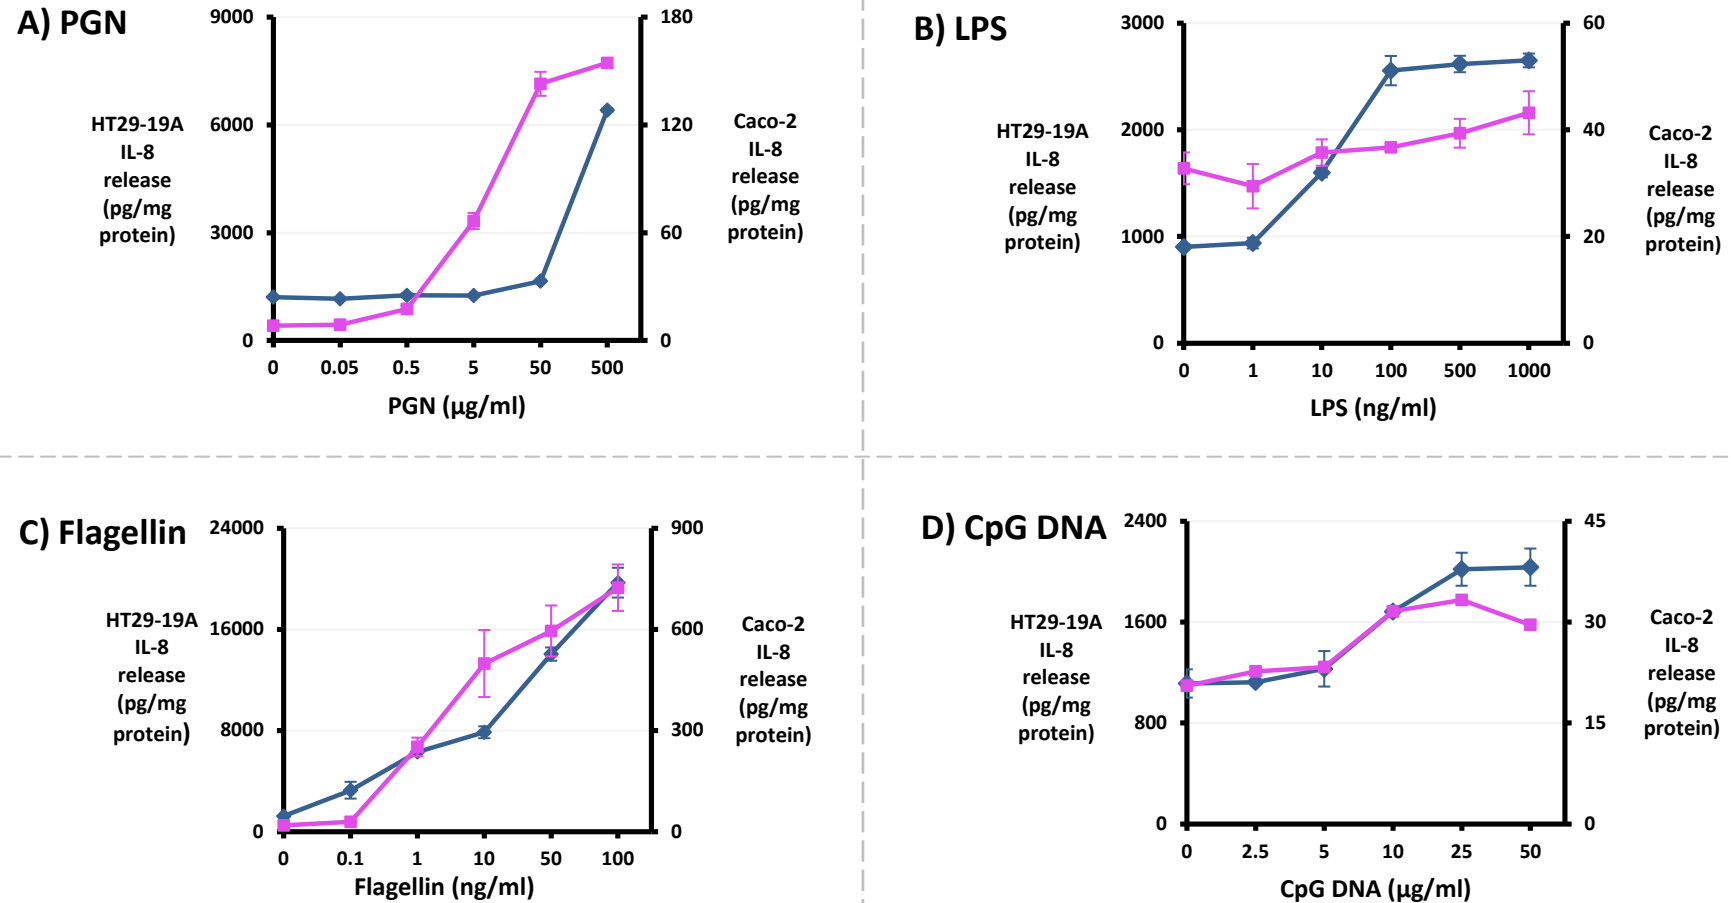 A) PGN
HT29-19A
IL-8
release
(pg/mg
protein)
9000
6000
3000
0
180
120
60
0
Caco-2
IL-8
release
(pg/mg
protein)
0 0.05 0.5 5 50 500
PGN (µg/ml)
B) LPS
HT29-19A
IL-8
release
(pg/mg
protein)
3000
2000
1000
0
60
40
20
0
Caco-2
IL-8
release
(pg/mg
protein)
0 1 10 100 500 1000
LPS (ng/ml)
C) Flagellin
HT29-19A
IL-8
release
(pg/mg
protein)
24000
16000
8000
0
900
600
300
0
Caco-2
IL-8
release
(pg/mg
protein)
0 0.1 1 10 50 100
Flagellin (ng/ml)
D) CpG DNA
HT29-19A
IL-8
release
(pg/mg
protein)
2400
1600
800
0
45
30
15
0
Caco-2
IL-8
release
(pg/mg
protein)
0 2.5 5 10 25 50
CpG DNA (µg/ml)